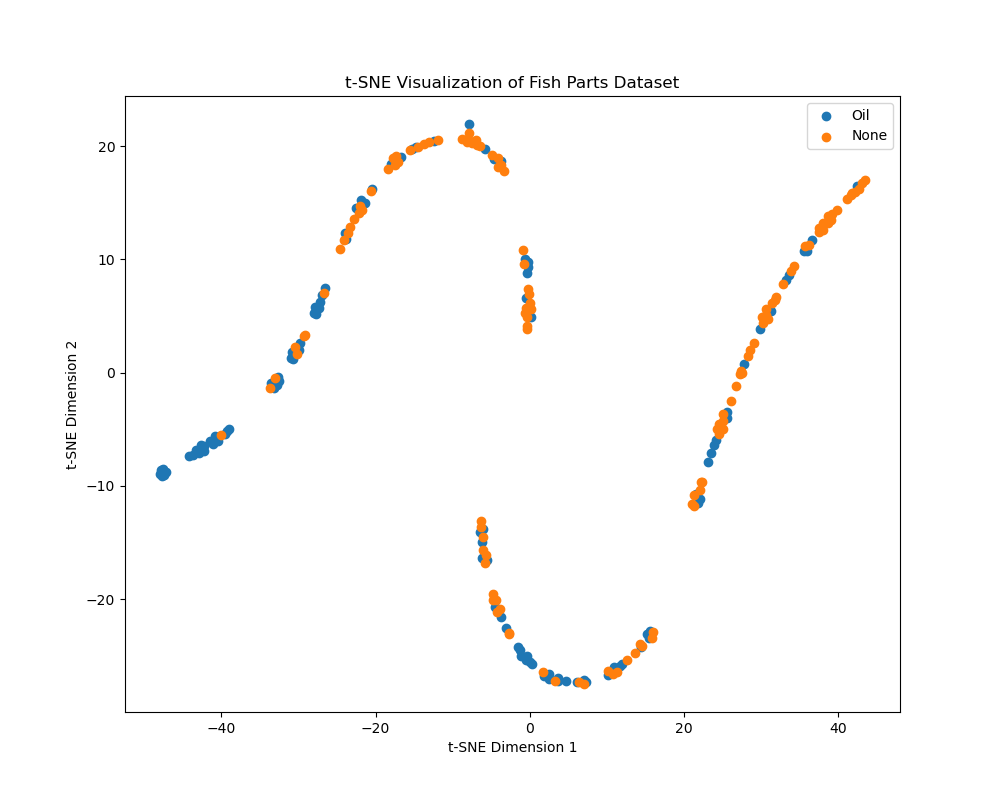 t-SNE Visualization of Fish Parts Dataset
Oil
None
20
10
0
−10
−20
t-SNE Dimension 2
−40
−20
0
20
40
t-SNE Dimension 1